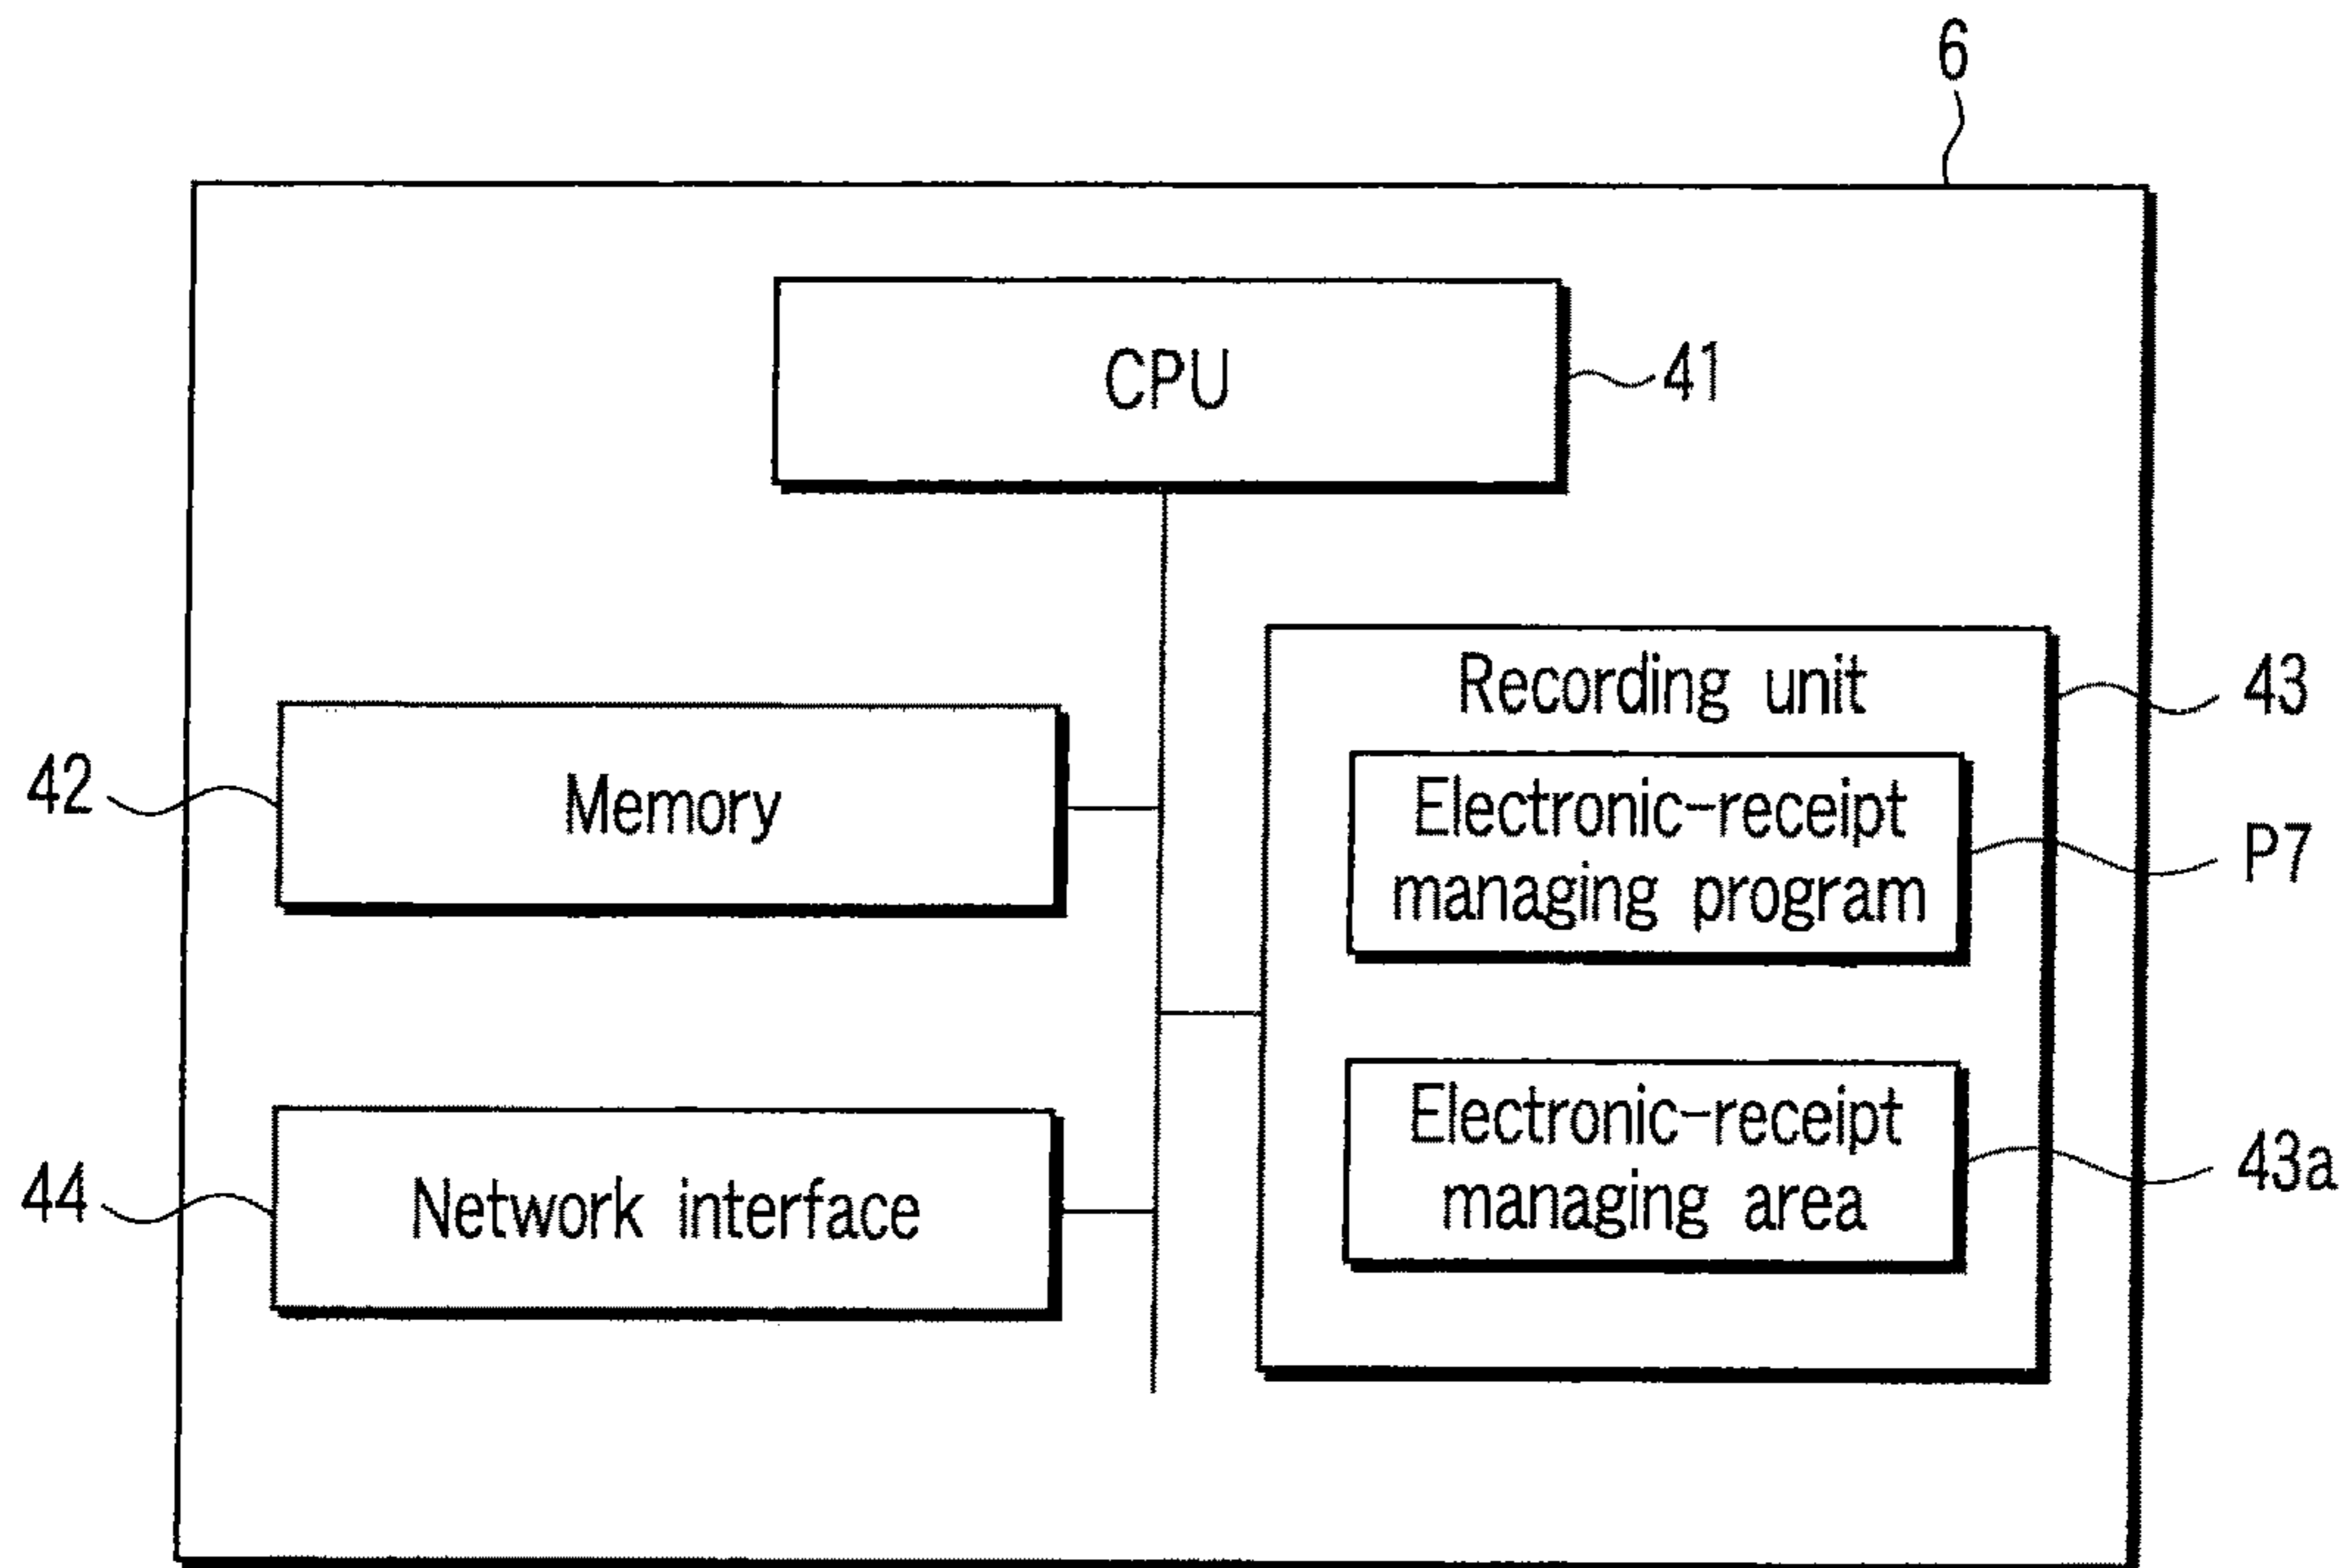 6
CPU
41
Recording unit
43
42
Memory
Electronic-receipt
managing program
P7
Electronic-receipt
managing area
43a
44
Network interface